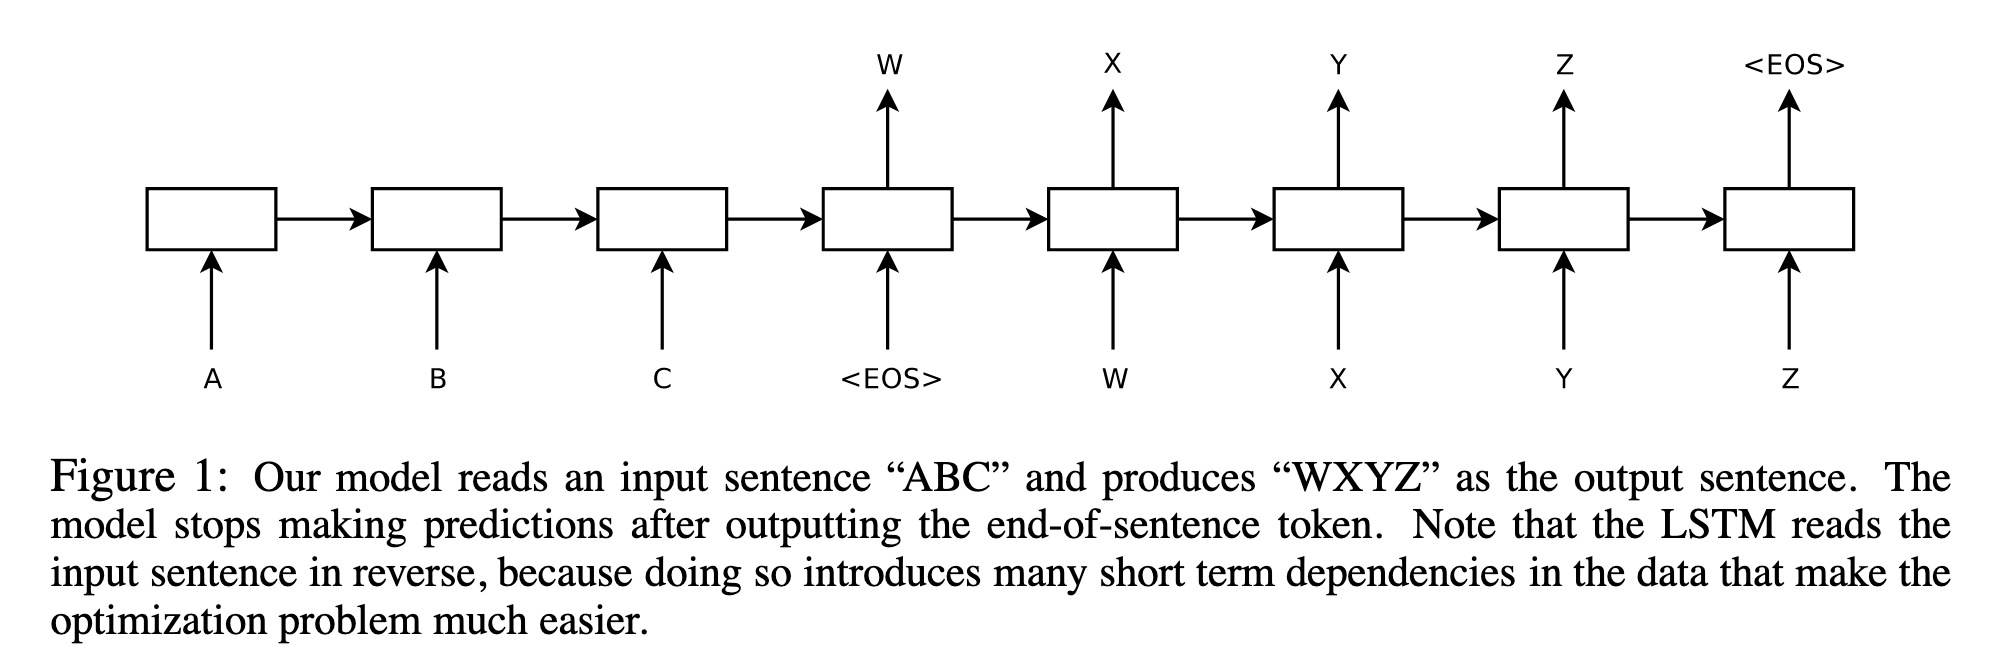 W X Y Z <EOS>
A B C <EOS> W X Y Z
Figure 1: Our model reads an input sentence “ABC” and produces “WXYZ” as the output sentence. The
model stops making predictions after outputting the end-of-sentence token. Note that the LSTM reads the
input sentence in reverse, because doing so introduces many short term dependencies in the data that make the
optimization problem much easier.